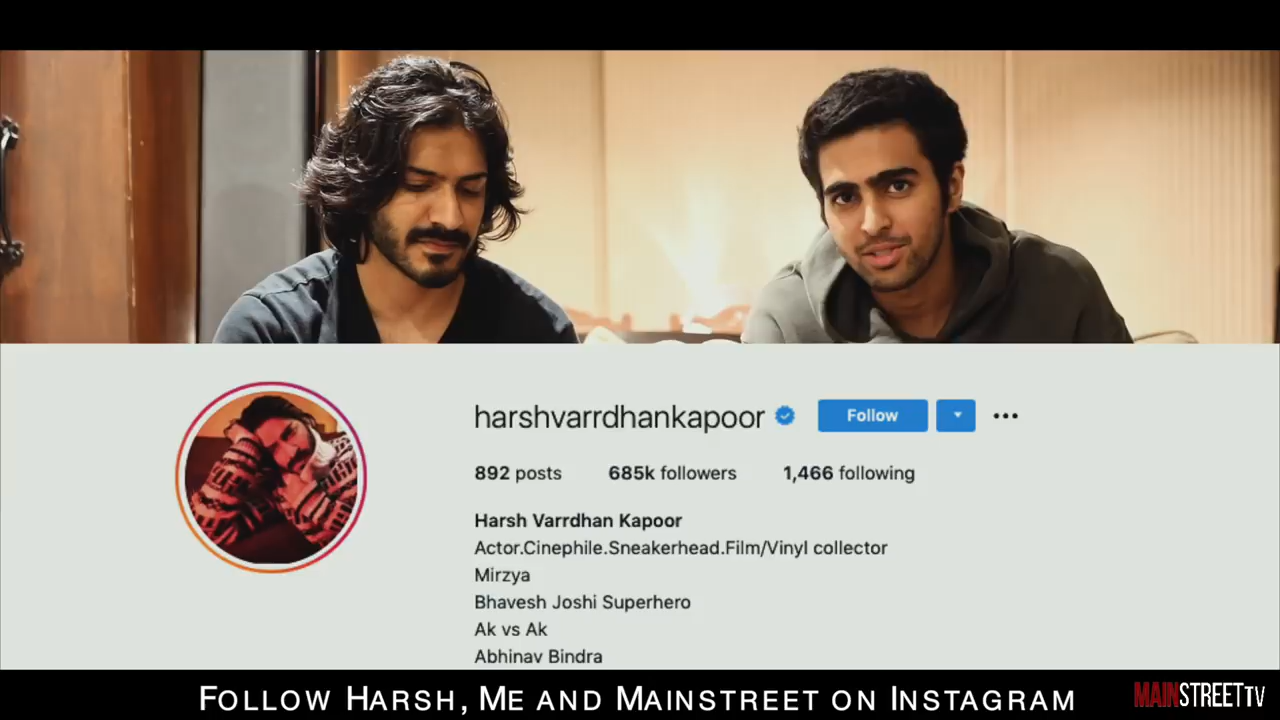 harshvarrdhankapoor
Follow
892 posts 685k followers 1,466 following
Harsh Varrdhan Kapoor
Actor.Cinephile.Sneakerhead.Film/Vinyl collector
Mirzya
Bhavesh Joshi Superhero
Ak vs Ak
Abhinav Bindra
FOLLOW HARSH, ME AND MAINSTREET ON INSTAGRAM
MAINSTREETTV